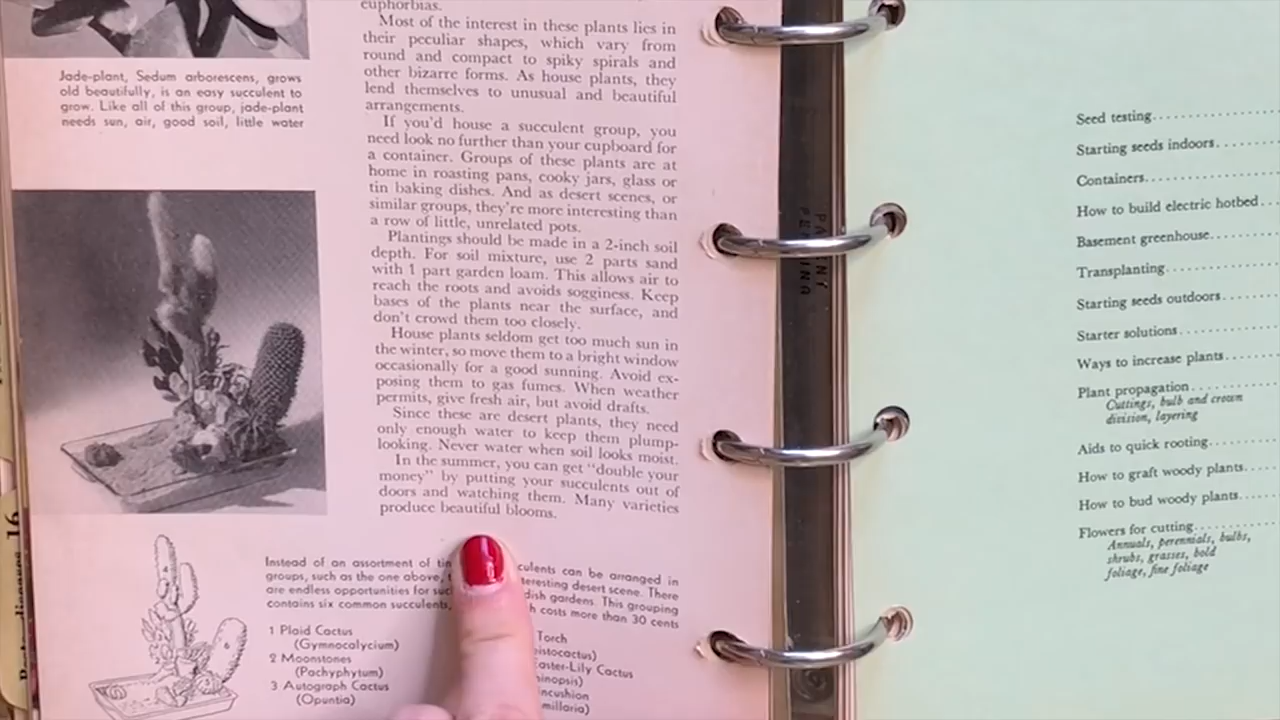 euphorbias.
Most of the interest in these plants lies in
their peculiar shapes, which vary from
round and compact to spiky spirals and
other bizarre forms. As house plants, they
lend themselves to unusual and beautiful
arrangements.
If you'd house a succulent group, you
need look no further than your cupboard for
a container. Groups of these plants are at
home in roasting pans, cooky jars, glass or
tin baking dishes. And as desert scenes, or
similar groups, they're more interesting than
a row of little, unrelated pots.
Plantings should be made in a 2-inch soil
depth. For soil mixture, use 2 parts sand
with 1 part garden loam. This allows air to
reach the roots and avoids sogginess. Keep
bases of the plants near the surface, and
don't crowd them too closely.
House plants seldom get too much sun in
the winter, so move them to a bright window
occasionally for a good sunning. Avoid ex-
posing them to gas fumes. When weather
permits, give fresh air, but avoid drafts.
Since these are desert plants, they need
only enough water to keep them plump-
looking. Never water when soil looks moist.
In the summer, you can get "double your
money" by putting your succulents out of
doors and watching them. Many varieties
produce beautiful blooms.
Jade-plant, Sedum arborescens, grows
old beautifully, is an easy succulent to
grow. Like all of this group, jade-plant
needs sun, air, good soil, little water
Instead of an assortment of culents can be arranged in
groups, such as the one above, teresting desert scene. There
are endless opportunities for dish gardens. This grouping
contains six common succulents, costs more than 30 cents
1 Plaid Cactus
(Gymnocalycium)
2 Moonstones
(Pachyphytum)
3 Autograph Cactus
(Opuntia)
Torch
eistocactus)
aster-Lily Cactus
inopsis)
incushion
millaria)
16
Seed testing
Starting seeds indoors
Containers
How to build electric hotbed
Basement greenhouse
Transplanting
Starting seeds outdoors
Starter solutions
Ways to increase plants
Plant propagation
Cuttings, bulb and crown
division, layering
Aids to quick rooting
How to graft woody plants
How to bud woody plants
Flowers for cutting
Annuals, perennials, bulbs,
shrubs, grasses, bold
foliage, fine foliage